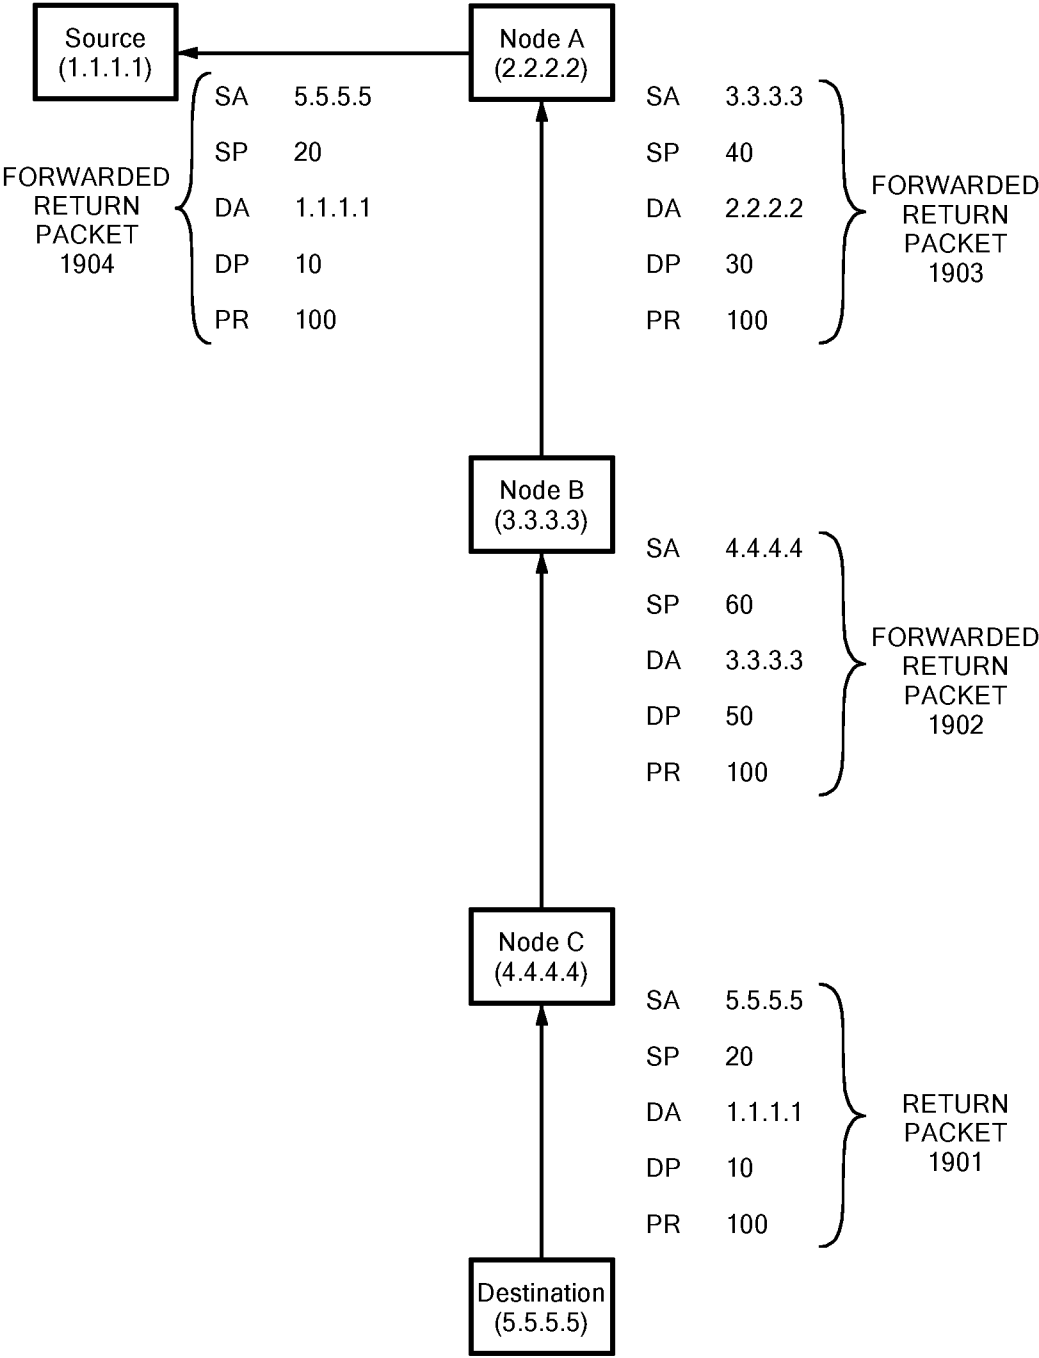 Source
(1.1.1.1)
Node A
(2.2.2.2)
FORWARDED
RETURN
PACKET
1904
SA 5.5.5.5
SP 20
DA 1.1.1.1
DP 10
PR 100
SA 3.3.3.3
SP 40
DA 2.2.2.2
DP 30
PR 100
FORWARDED
RETURN
PACKET
1903
Node B
(3.3.3.3)
SA 4.4.4.4
SP 60
DA 3.3.3.3
DP 50
PR 100
FORWARDED
RETURN
PACKET
1902
Node C
(4.4.4.4)
SA 5.5.5.5
SP 20
DA 1.1.1.1
DP 10
PR 100
RETURN
PACKET
1901
Destination
(5.5.5.5)